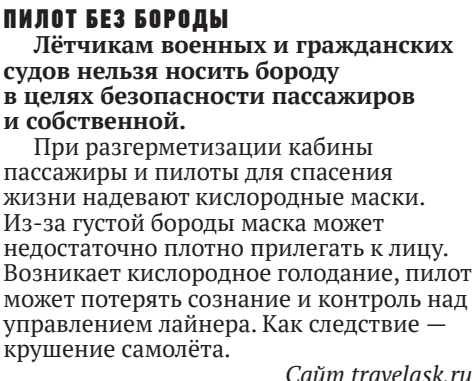 ПИЛОТ БЕЗ БОРОДЫ
Лётчикам военных и гражданских
судов нельзя носить бороду
в целях безопасности пассажиров
и собственной.
При разгерметизации кабины
пассажиры и пилоты для спасения
жизни надевают кислородные маски.
Из-за густой бороды маска может
недостаточно плотно прилегать к лицу.
Возникает кислородное голодание, пилот
может потерять сознание и контроль над
управлением лайнера. Как следствие —
крушение самолёта.
Сайт travelask.ru